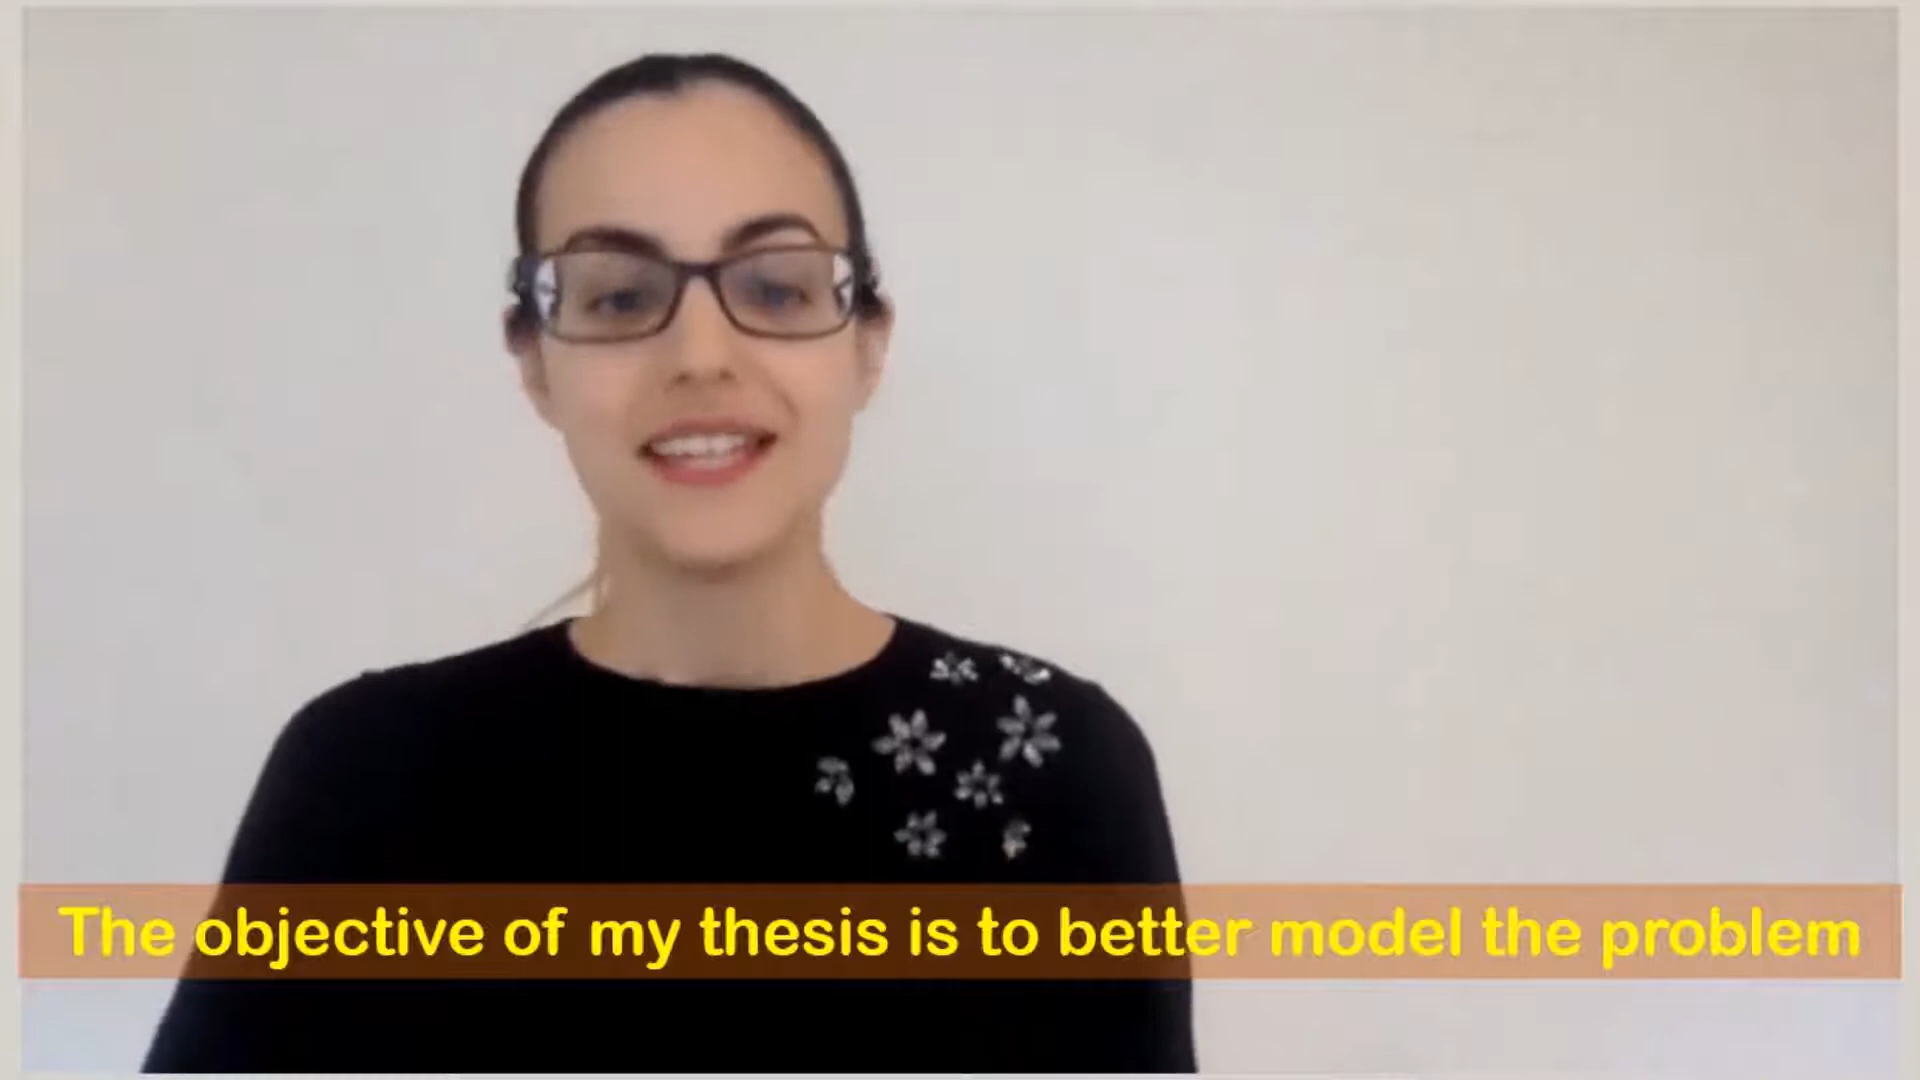 The objective of my thesis is to better model the problem